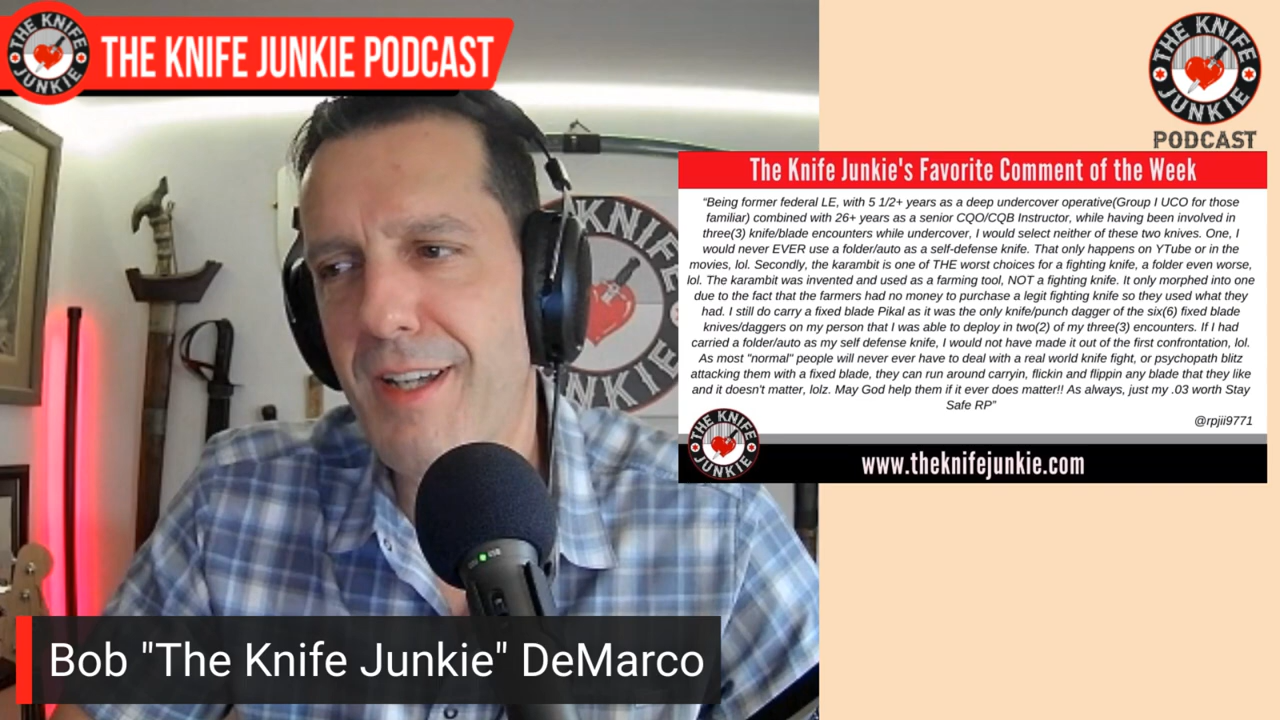 THE KNIFE JUNKIE
THE KNIFE JUNKIE PODCAST
THE KNIFE JUNKIE
PODCAST
KNIFE
JUNKIE
The Knife Junkie's Favorite Comment of the Week
"Being former federal LE, with 5 1/2+ years as a deep undercover operative(Group I UCO for those
familiar) combined with 26+ years as a senior CQO/CQB Instructor, while having been involved in
three(3) knife/blade encounters while undercover, I would select neither of these two knives. One, I
would never EVER use a folder/auto as a self-defense knife. That only happens on YTube or in the
movies, lol. Secondly, the karambit is one of THE worst choices for a fighting knife, a folder even worse,
lol. The karambit was invented and used as a farming tool, NOT a fighting knife. It only morphed into one
due to the fact that the farmers had no money to purchase a legit fighting knife so they used what they
had. I still do carry a fixed blade Pikal as it was the only knife/punch dagger of the six(6) fixed blade
knives/daggers on my person that I was able to deploy in two(2) of my three(3) encounters. If I had
carried a folder/auto as my self defense knife, I would not have made it out of the first confrontation, lol.
As most "normal" people will never ever have to deal with a real world knife fight, or psychopath blitz
attacking them with a fixed blade, they can run around carryin, flickin and flippin any blade that they like
and it doesn't matter, lolz. May God help them if it ever does matter!! As always, just my .03 worth Stay
Safe RP"
@rpjii9771
THE KNIFE JUNKIE
www.theknifejunkie.com
Bob "The Knife Junkie" DeMarco